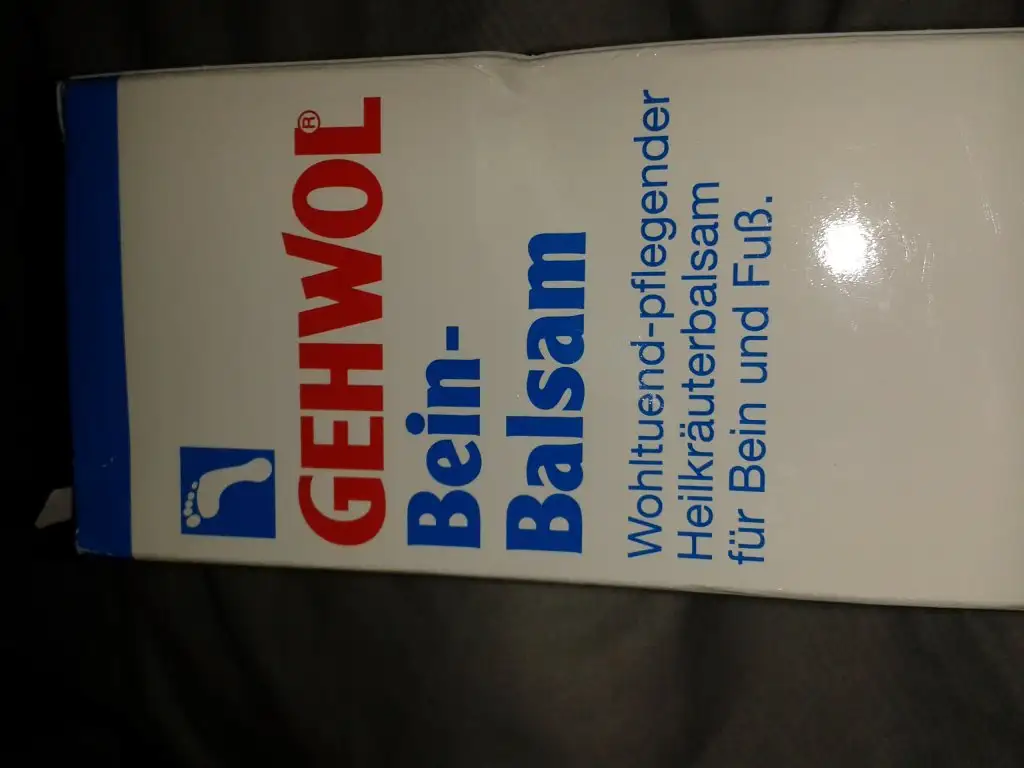 GEHWOL®
Bein-
Balsam
Wohltuend-pflegender
Heilkräuterbalsam
für Bein und Fuß.